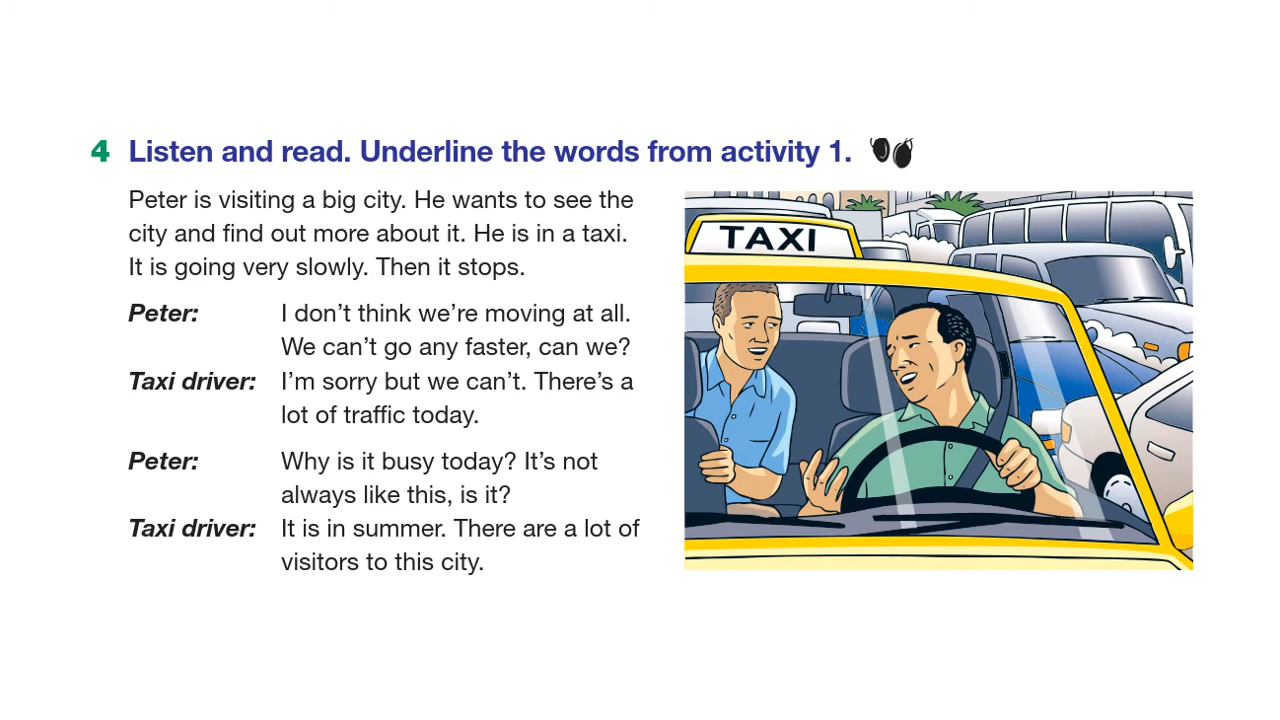 4 Listen and read. Underline the words from activity 1.
Peter is visiting a big city. He wants to see the
city and find out more about it. He is in a taxi.
It is going very slowly. Then it stops.
Peter: I don’t think we’re moving at all.
We can’t go any faster, can we?
Taxi driver: I’m sorry but we can’t. There’s a
lot of traffic today.
Peter: Why is it busy today? It’s not
always like this, is it?
Taxi driver: It is in summer. There are a lot of
visitors to this city.
TAXI